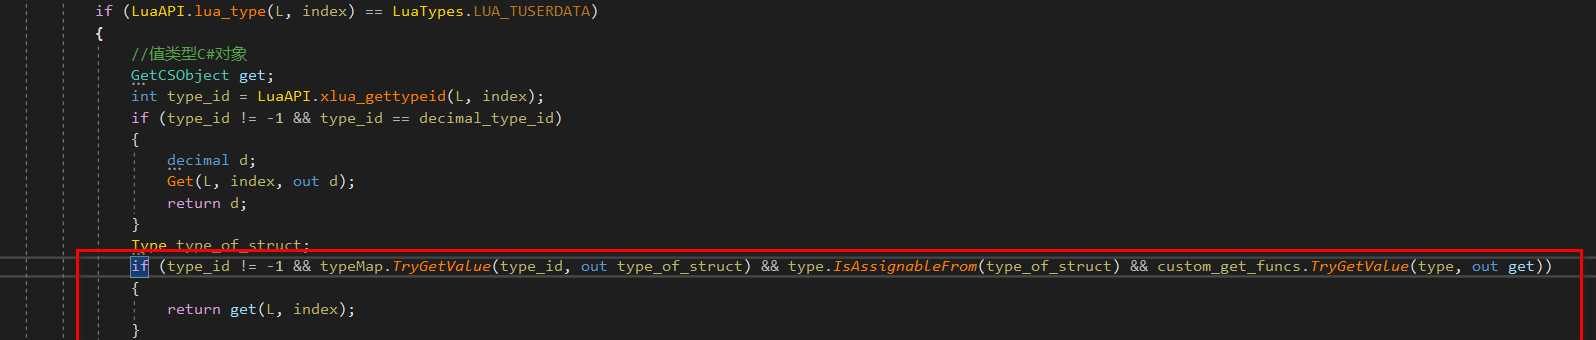 if (LuaAPI.lua_type(L, index) == LuaTypes.LUA_TUSERDATA)
{
//值类型C#对象
GetCSObject get;
int type_id = LuaAPI.xlua_gettypeid(L, index);
if (type_id != -1 && type_id == decimal_type_id)
{
decimal d;
Get(L, index, out d);
return d;
}
Type type_of_struct;
if (type_id != -1 && typeMap.TryGetValue(type_id, out type_of_struct) && type.IsAssignableFrom(type_of_struct) && custom_get_funcs.TryGetValue(type, out get))
{
return get(L, index);
}